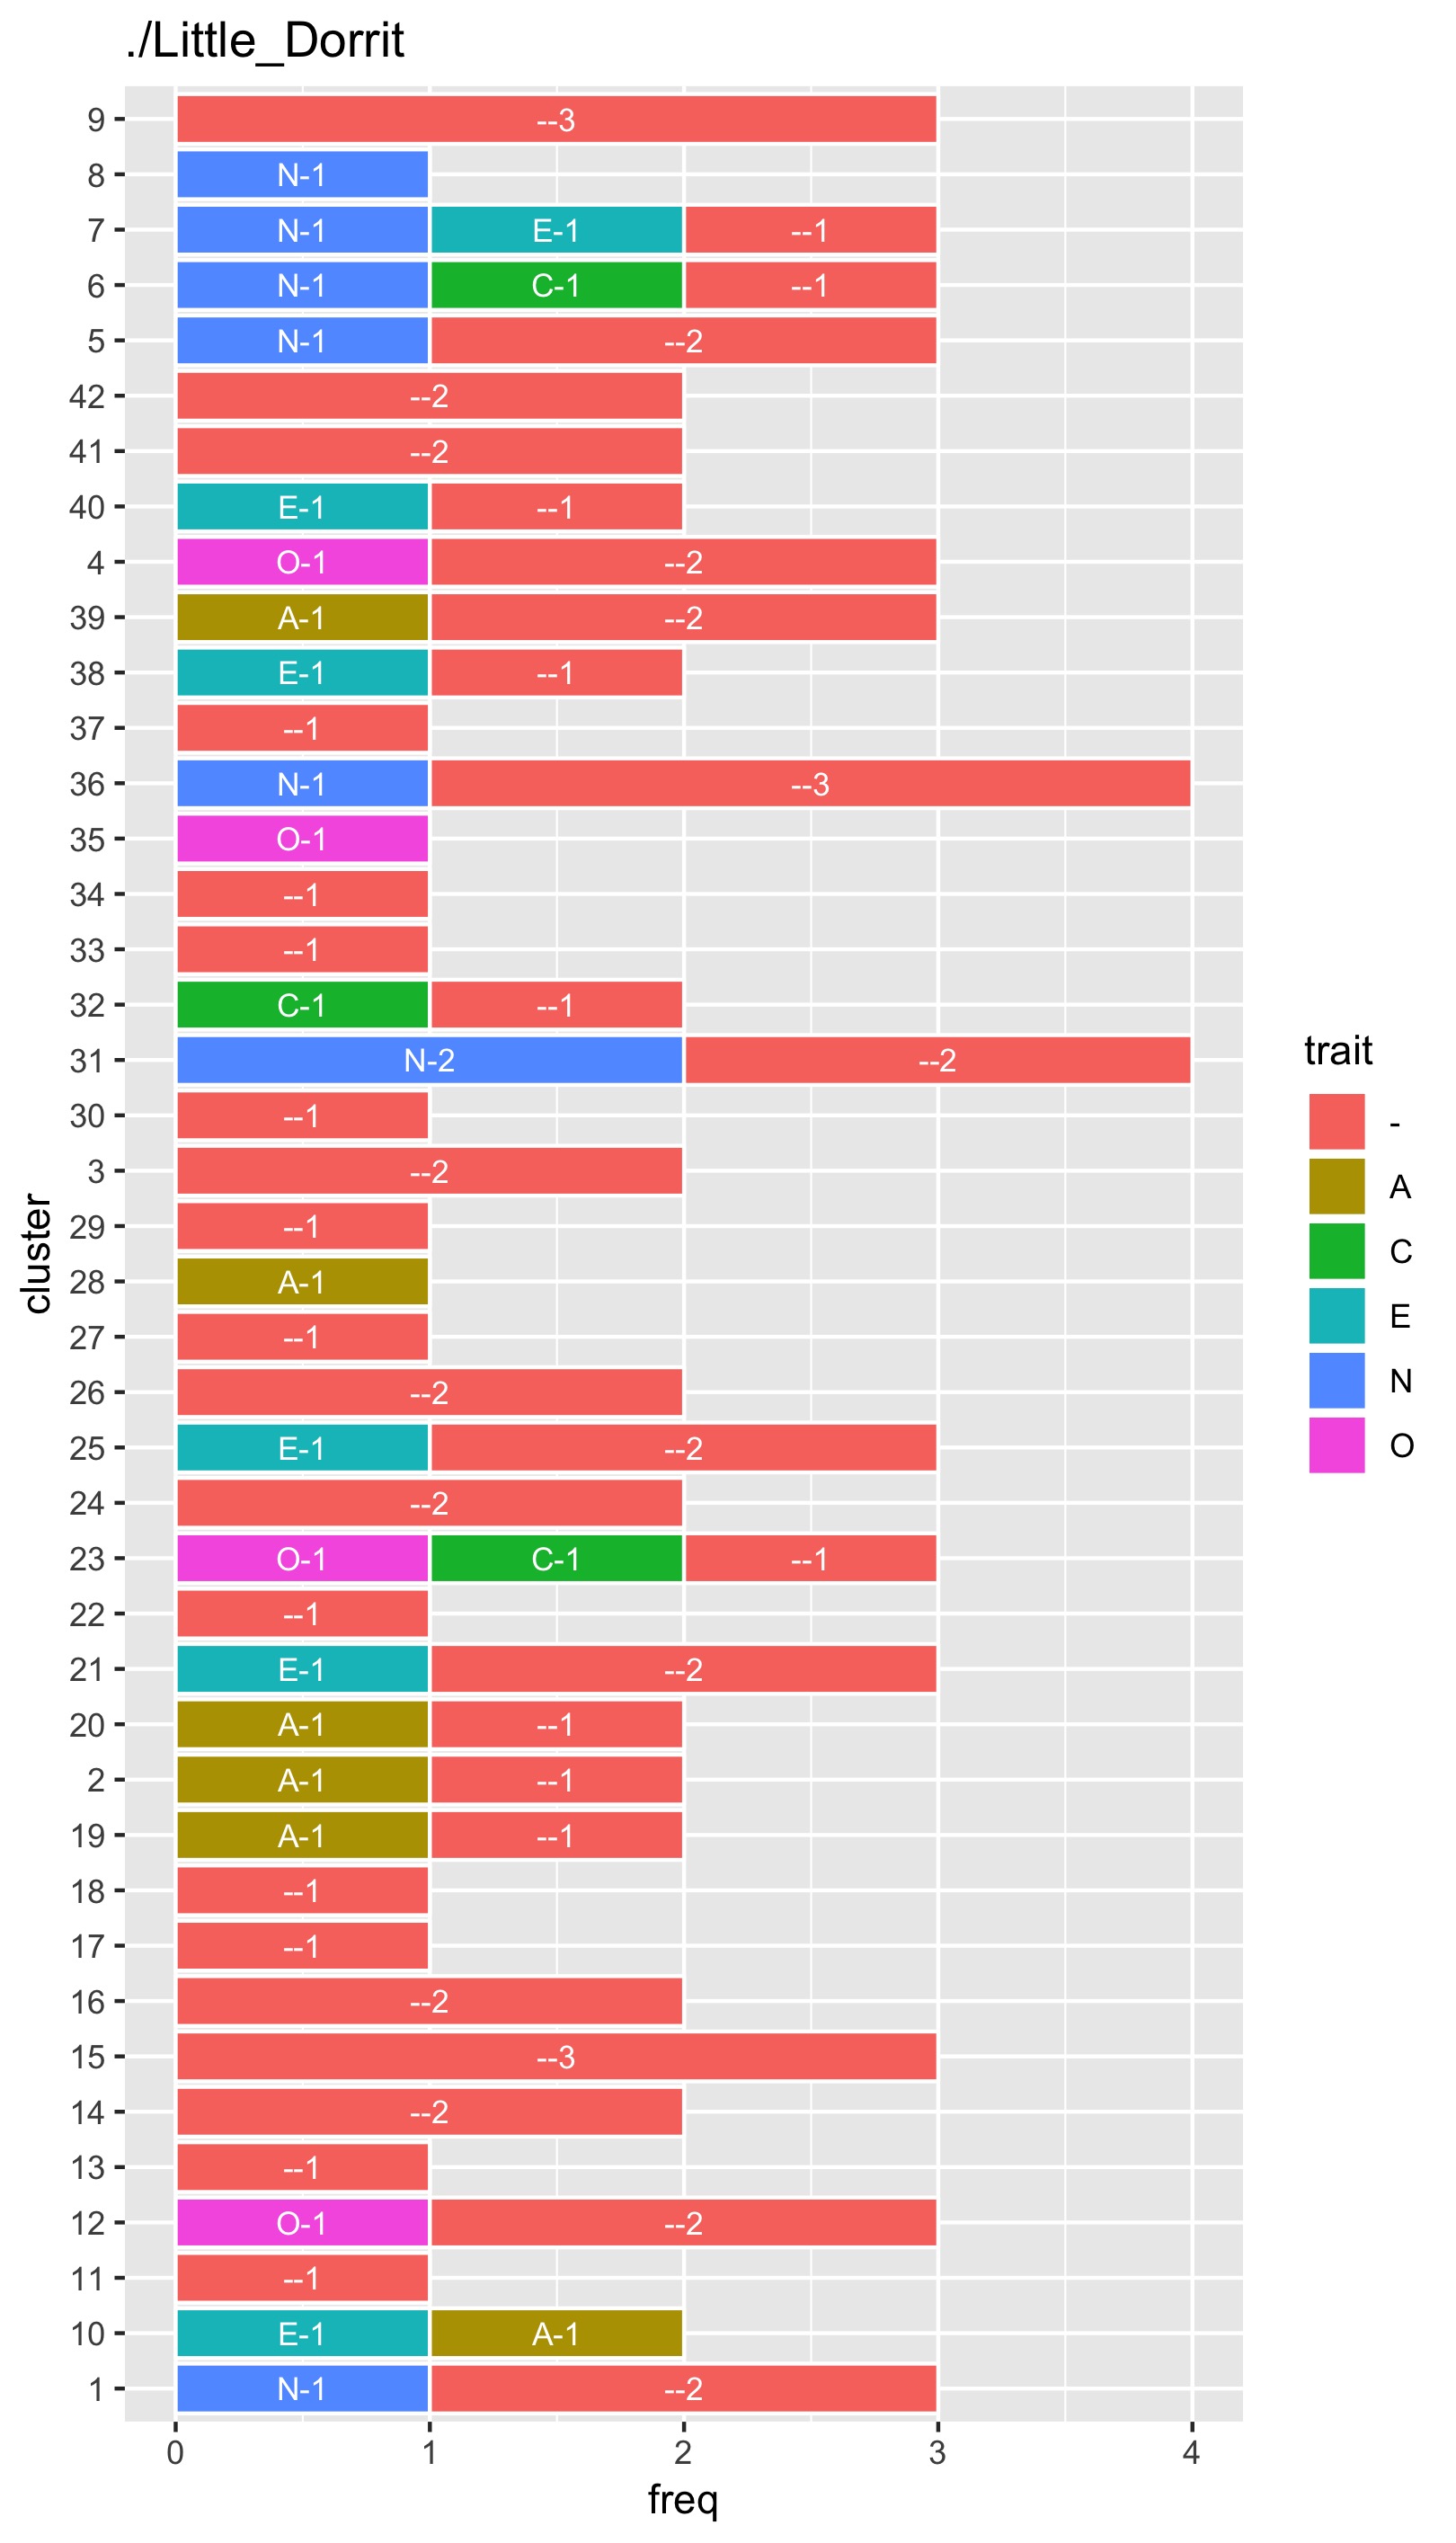 ./Little_Dorrit
9 --3
8 N-1
7 N-1 E-1 --1
6 N-1 C-1 --1
5 N-1 --2
42 --2
41 --2
40 E-1 --1
4 O-1 --2
39 A-1 --2
38 E-1 --1
37 --1
36 N-1 --3
35 O-1
34 --1
33 --1
32 C-1 --1
31 N-2 --2
30 --1
3 --2
29 --1
28 A-1
27 --1
26 --2
25 E-1 --2
24 --2
23 O-1 C-1 --1
22 --1
21 E-1 --2
20 A-1 --1
2 A-1 --1
19 A-1 --1
18 --1
17 --1
16 --2
15 --3
14 --2
13 --1
12 O-1 --2
11 --1
10 E-1 A-1
1 N-1 --2
0 1 2 3 4
freq
cluster
trait
-
A
C
E
N
O